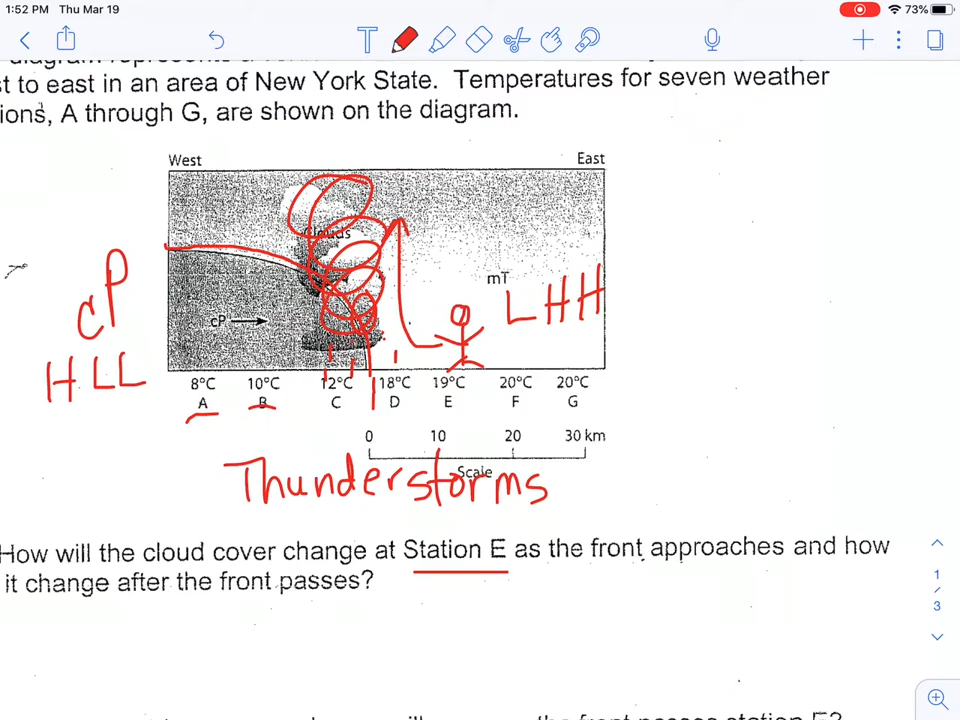 1:52 PM Thu Mar 19
73%
st to east in an area of New York State. Temperatures for seven weather
ions, A through G, are shown on the diagram.
West East
clouds
mT
cP
cP
LHH
HLL
8°C 10°C 12°C 18°C 19°C 20°C 20°C
A B C D E F G
0 10 20 30 km
Scale
Thunderstorms
How will the cloud cover change at Station E as the front approaches and how
it change after the front passes?
1
/
3
T